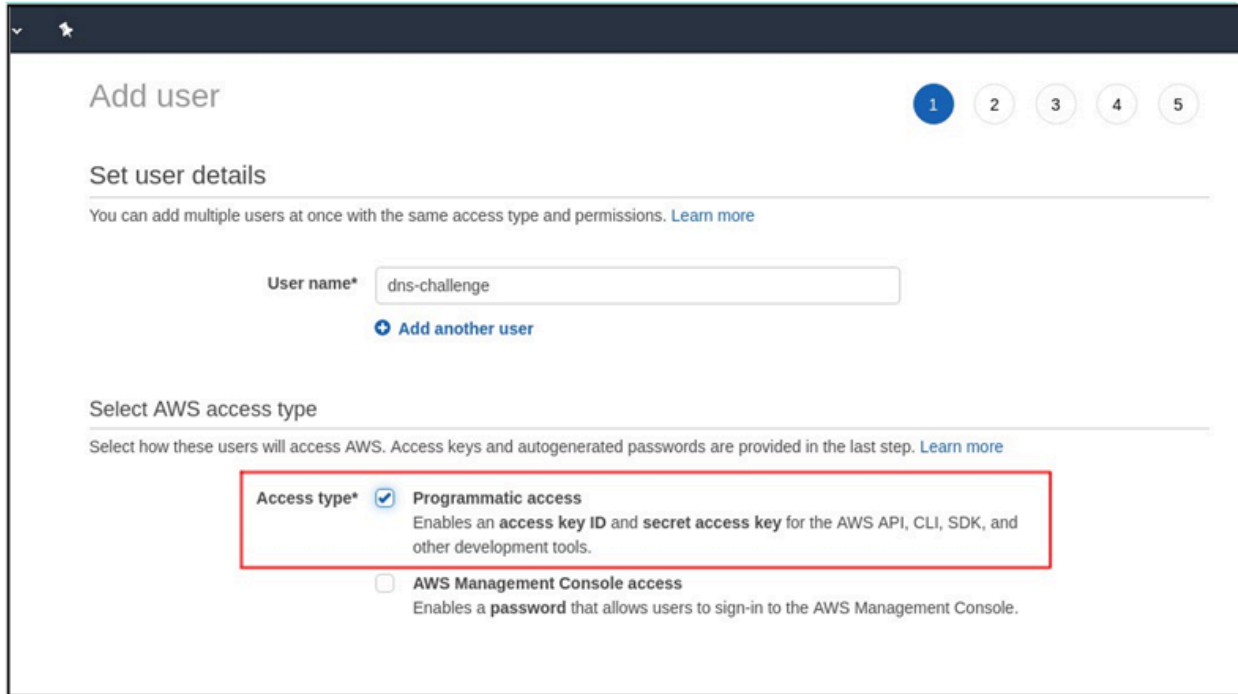 Add user
1 2 3 4 5
Set user details
You can add multiple users at once with the same access type and permissions. Learn more
User name* dns-challenge
Add another user
Select AWS access type
Select how these users will access AWS. Access keys and autogenerated passwords are provided in the last step. Learn more
Access type* Programmatic access
Enables an access key ID and secret access key for the AWS API, CLI, SDK, and
other development tools.
AWS Management Console access
Enables a password that allows users to sign-in to the AWS Management Console.